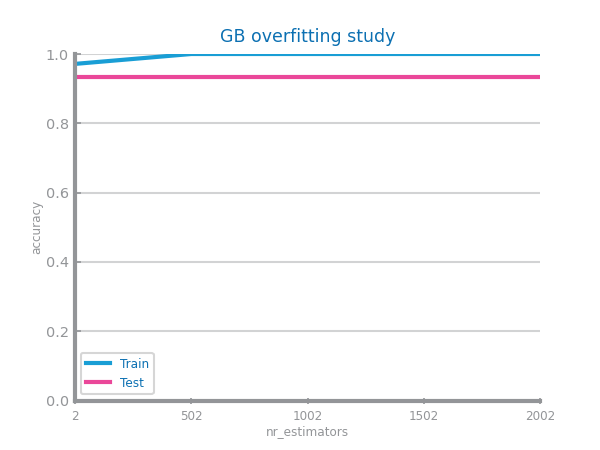 GB overfitting study
1.0
0.8
0.6
0.4
0.2
0.0
accuracy
Train
Test
2 502 1002 1502 2002
nr_estimators